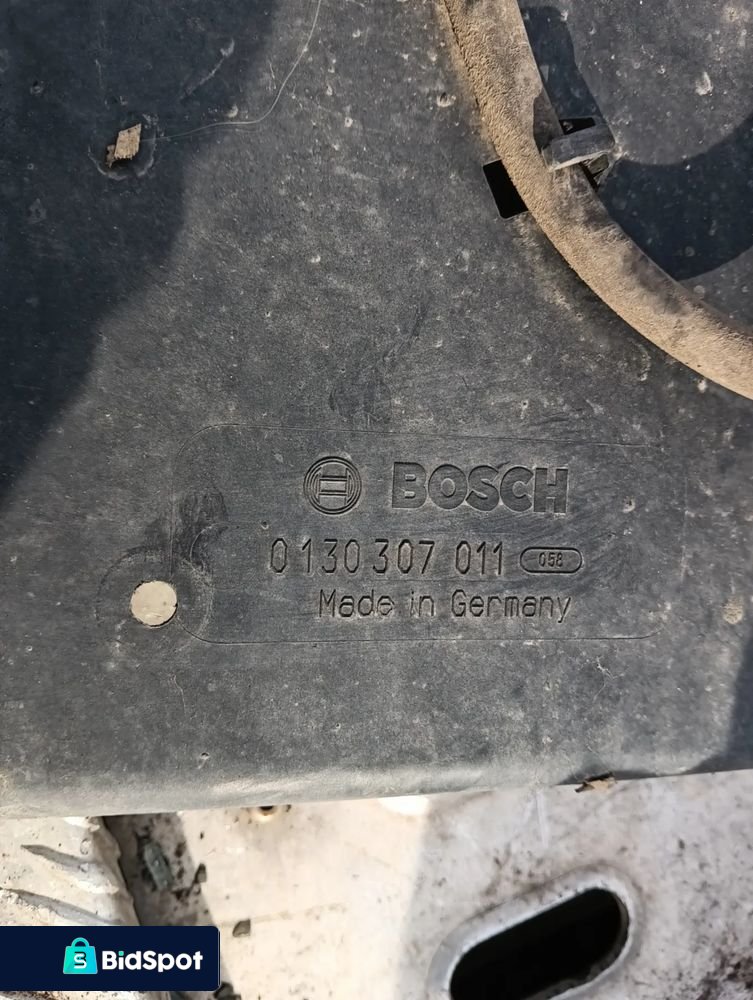 BOSCH
0 130 307 011 058
Made in Germany
BidSpot